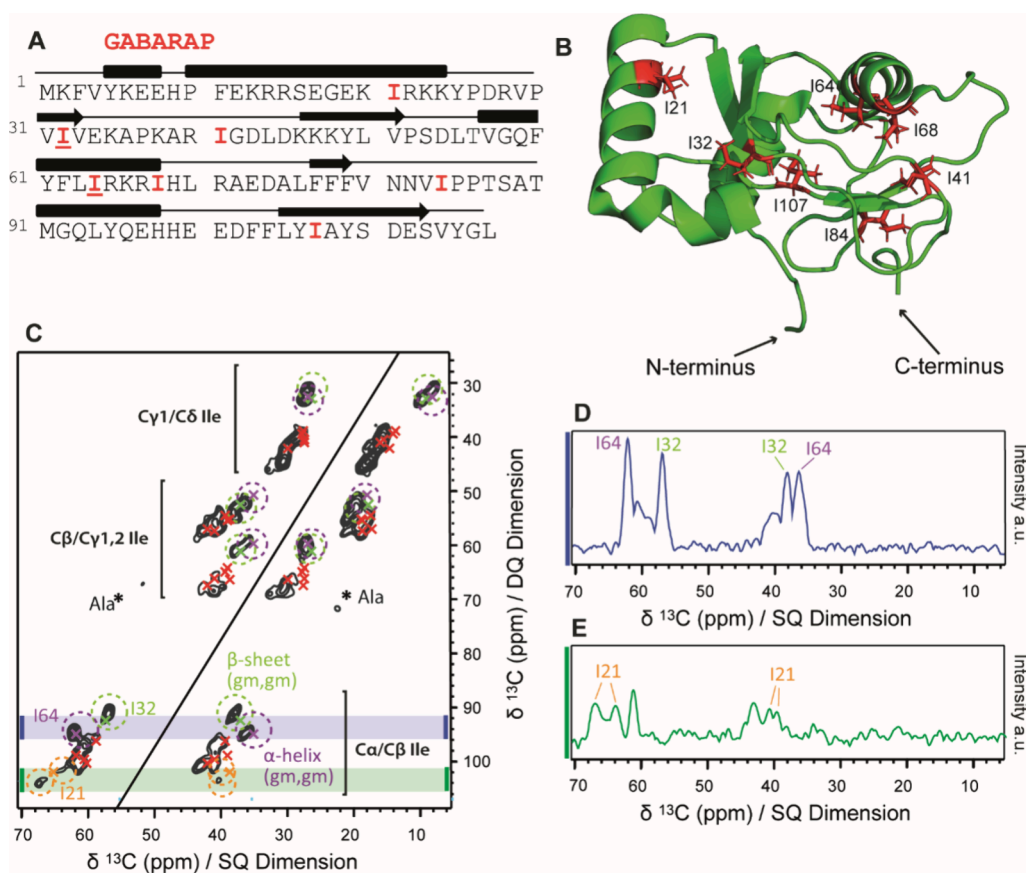 A
GABARAP
1
MKFVYKEEHP FEKRRSEGEK IRKKYPDRVP
31
VIVEKAPKAR IGDLDKKKYL VPSDLTVGQF
61
YFLIRKRIHL RAEDALFFFV NNVIPPTSAT
91
MGQLYQEHHE EDFFLYIAYS DESVYGL
B
I21
I64
I32
I68
I41
I107
I84
N-terminus
C-terminus
C
Cγ1/Cδ Ile
Cβ/Cγ1,2 Ile
Ala*
* Ala
β-sheet
(gm,gm)
I64
I32
α-helix
(gm,gm)
Cα/Cβ Ile
I21
30
40
50
60
70
80
90
100
δ ¹³C (ppm) / DQ Dimension
70 60 50 40 30 20 10
δ ¹³C (ppm) / SQ Dimension
D
I64
I32
I32
I64
Intensity a.u.
70 60 50 40 30 20 10
δ ¹³C (ppm) / SQ Dimension
E
I21
I21
Intensity a.u.
70 60 50 40 30 20 10
δ ¹³C (ppm) / SQ Dimension